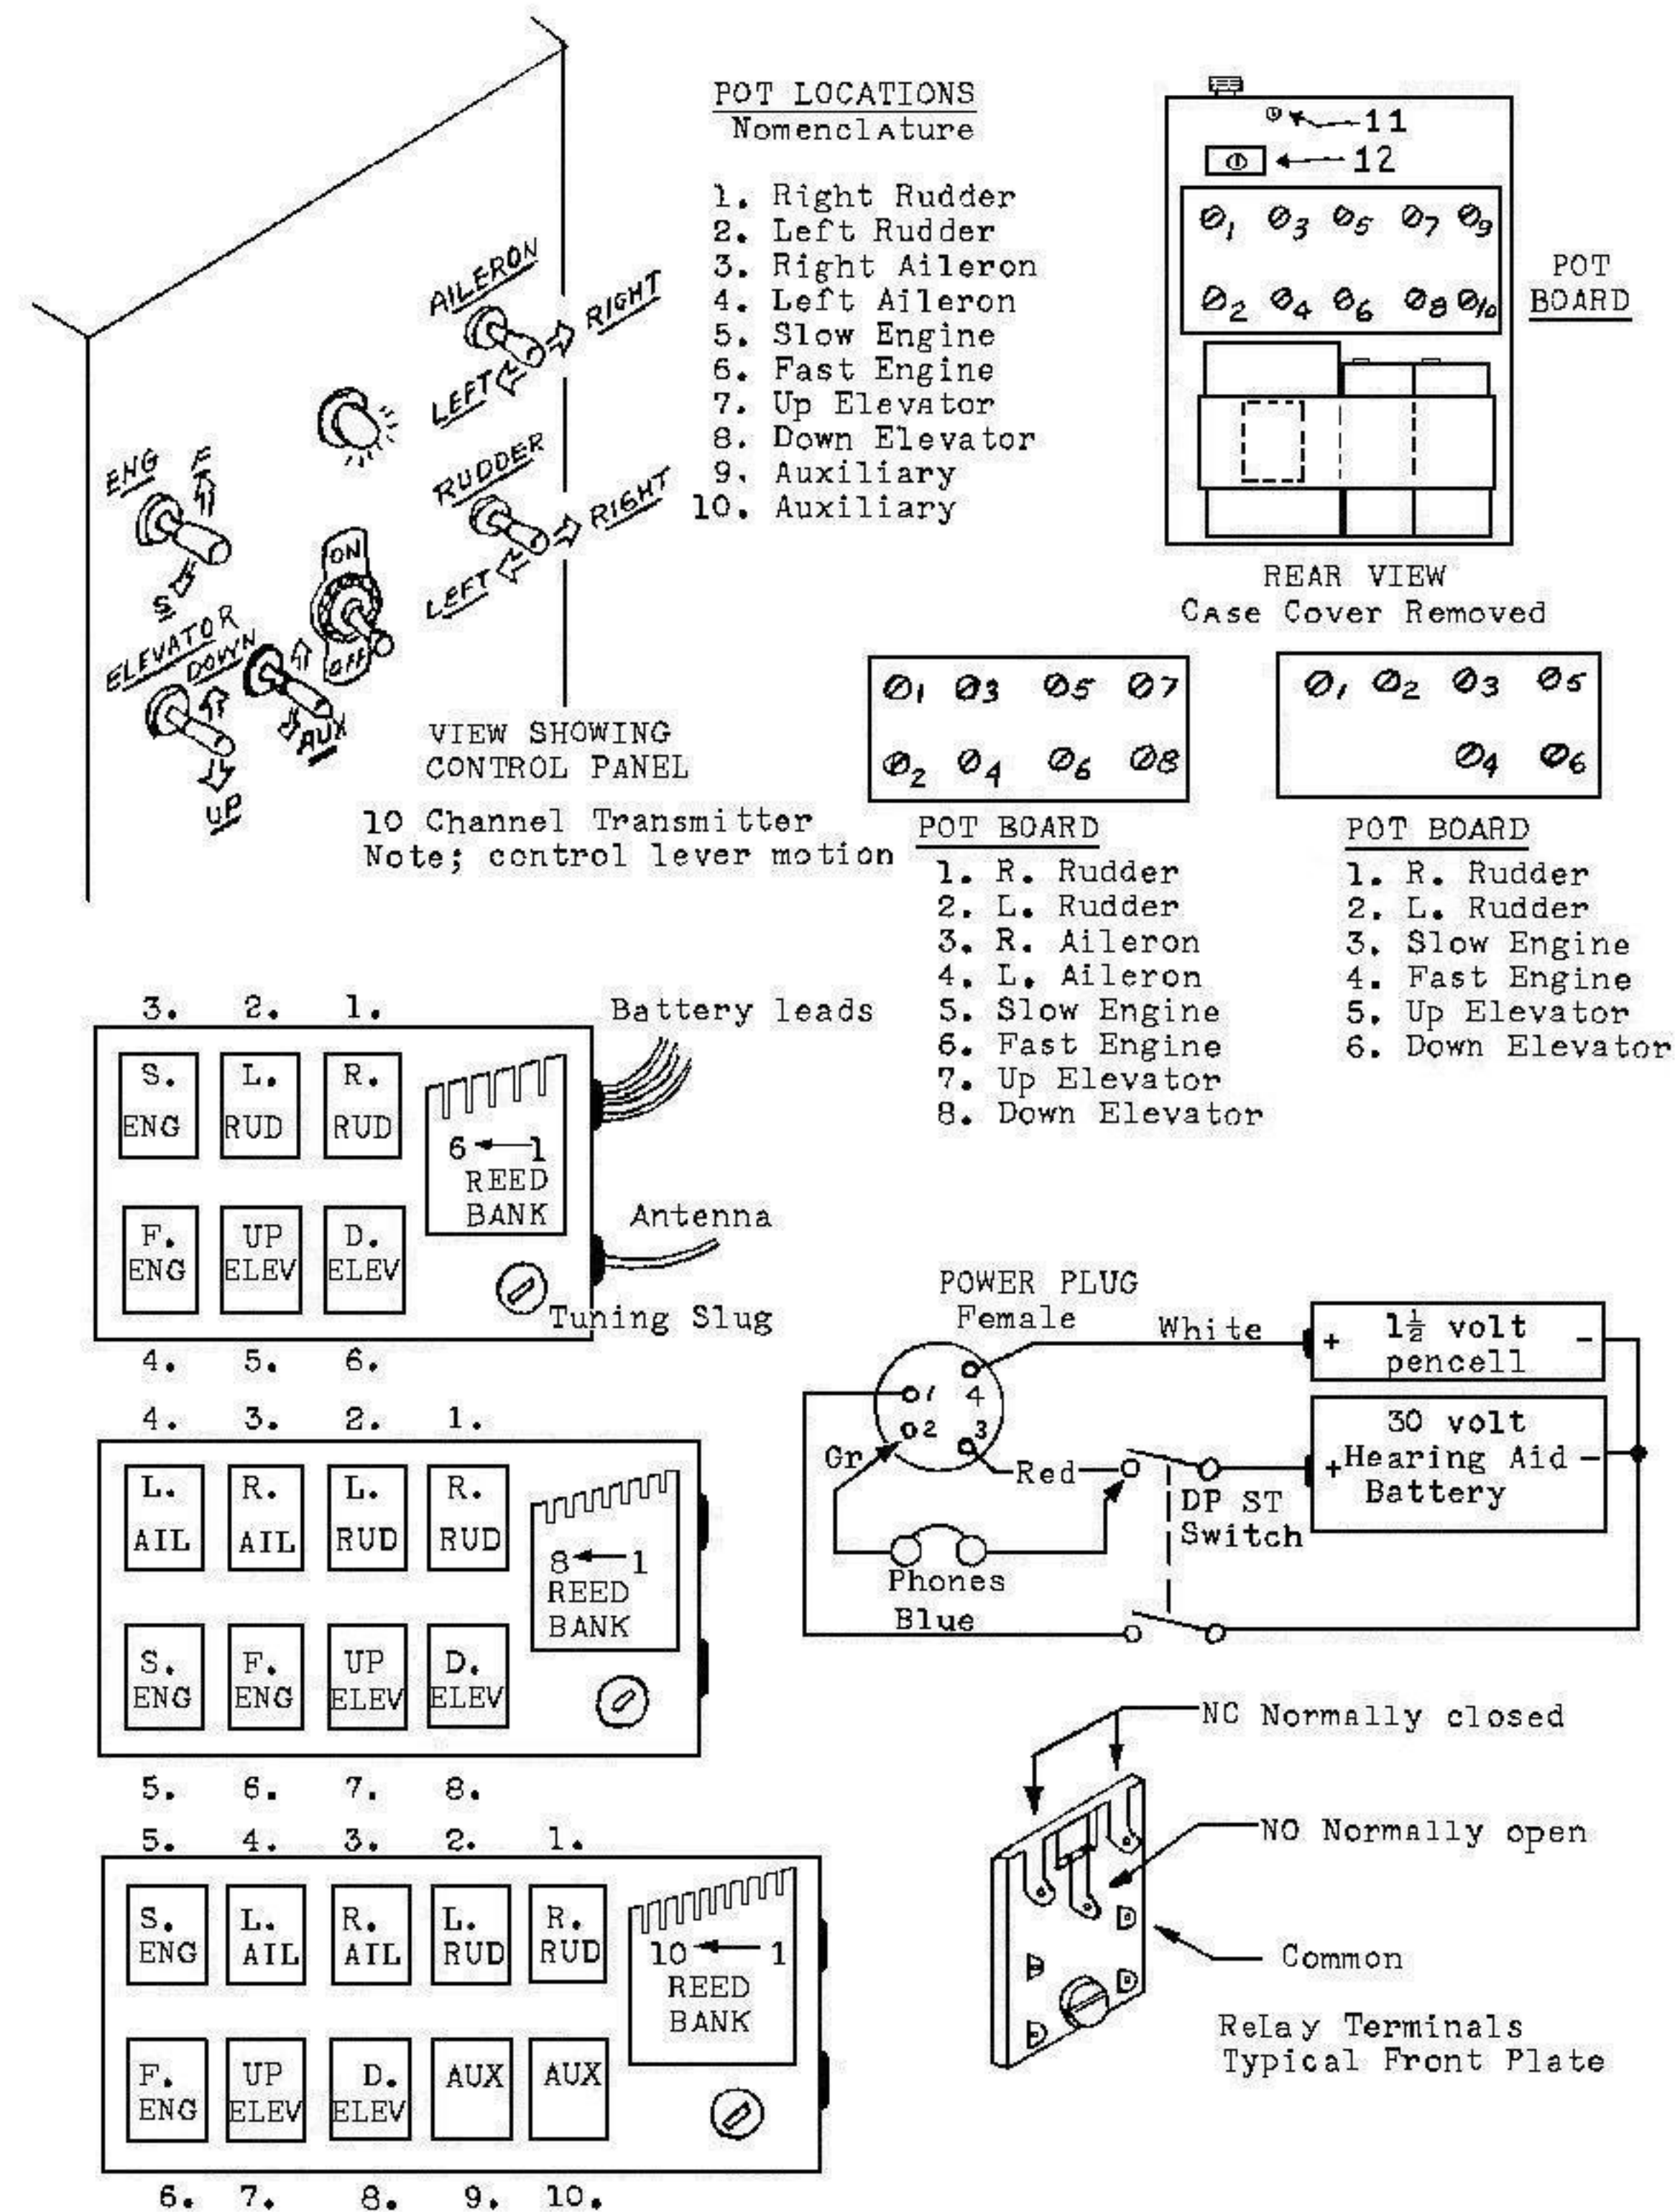 POT LOCATIONS
Nomenclature
1. Right Rudder
2. Left Rudder
3. Right Aileron
4. Left Aileron
5. Slow Engine
6. Fast Engine
7. Up Elevator
8. Down Elevator
9. Auxiliary
10. Auxiliary
11
12
1 3 5 7 9
2 4 6 8 10
POT
BOARD
REAR VIEW
Case Cover Removed
AILERON
RIGHT
LEFT
RUDDER
RIGHT
LEFT
ENG
F
S
ON
OFF
ELEVATOR
DOWN
UP
AUX
VIEW SHOWING
CONTROL PANEL
10 Channel Transmitter
Note; control lever motion
1 3 5 7
2 4 6 8
POT BOARD
1. R. Rudder
2. L. Rudder
3. R. Aileron
4. L. Aileron
5. Slow Engine
6. Fast Engine
7. Up Elevator
8. Down Elevator
1 2 3 5
4 6
POT BOARD
1. R. Rudder
2. L. Rudder
3. Slow Engine
4. Fast Engine
5. Up Elevator
6. Down Elevator
3. 2. 1.
Battery leads
S. L. R.
ENG RUD RUD
6 1
REED
BANK
Antenna
F. UP D.
ENG ELEV ELEV
Tuning Slug
4. 5. 6.
4. 3. 2. 1.
L. R. L. R.
AIL AIL RUD RUD
8 1
REED
BANK
S. F. UP D.
ENG ENG ELEV ELEV
5. 6. 7. 8.
5. 4. 3. 2. 1.
S. L. R. L. R.
ENG AIL AIL RUD RUD
10 1
REED
BANK
F. UP D. AUX AUX
ENG ELEV ELEV
6. 7. 8. 9. 10.
POWER PLUG
Female
White
+ 1½ volt -
pencell
1 4
2 3
Gr
Red
30 volt
+Hearing Aid -
Battery
DP ST
Switch
Phones
Blue
NC Normally closed
NO Normally open
Common
Relay Terminals
Typical Front Plate